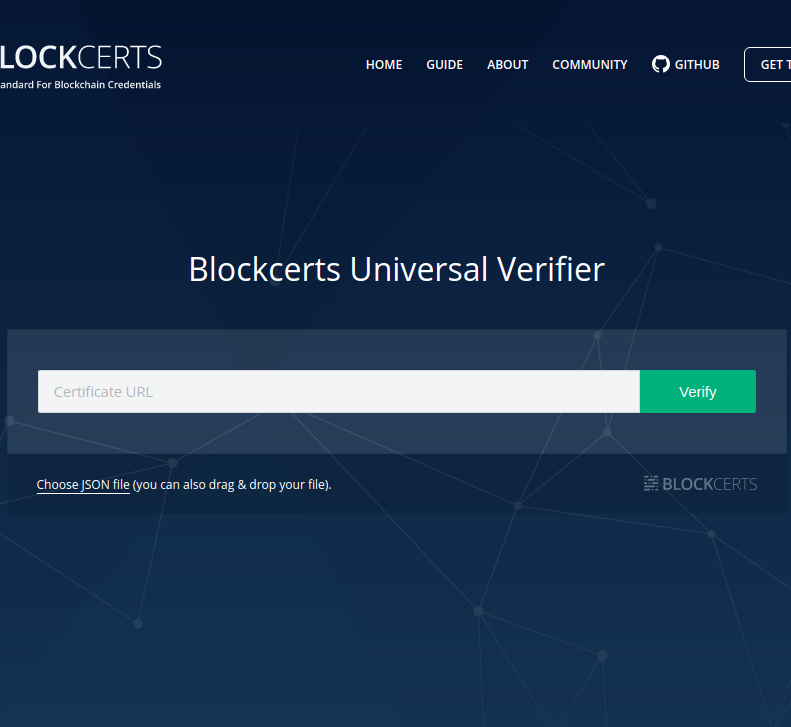 LOCKCERTS
andard For Blockchain Credentials
HOME GUIDE ABOUT COMMUNITY GITHUB GET T
Blockcerts Universal Verifier
Certificate URL Verify
Choose JSON file (you can also drag & drop your file). BLOCKCERTS